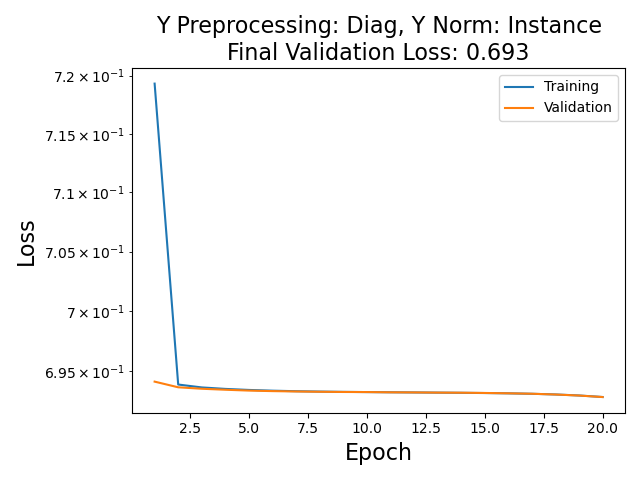 Y Preprocessing: Diag, Y Norm: Instance
Final Validation Loss: 0.693
7.2 × 10⁻¹
7.15 × 10⁻¹
7.1 × 10⁻¹
7.05 × 10⁻¹
7 × 10⁻¹
6.95 × 10⁻¹
Loss
Training
Validation
2.5 5.0 7.5 10.0 12.5 15.0 17.5 20.0
Epoch